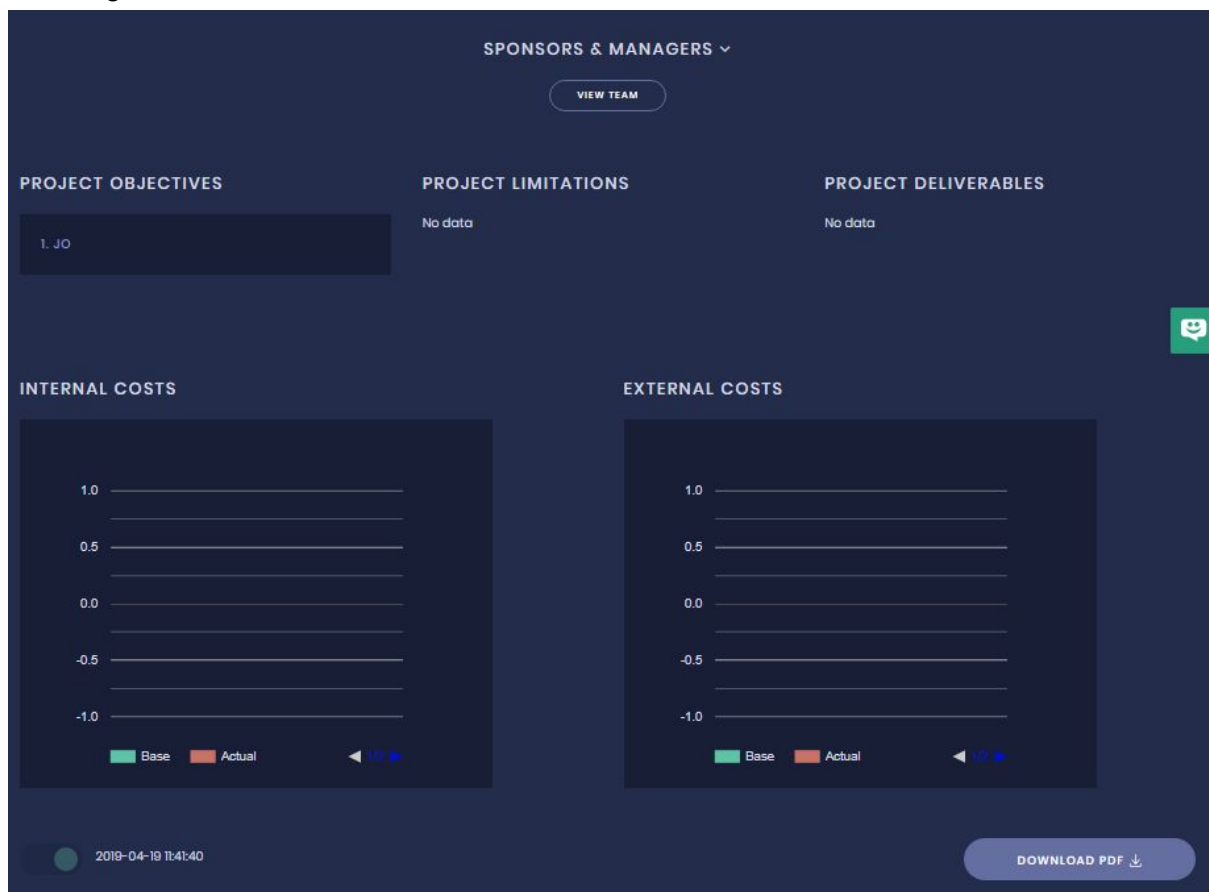 SPONSORS & MANAGERS
VIEW TEAM
PROJECT OBJECTIVES
1. JO
PROJECT LIMITATIONS
No data
PROJECT DELIVERABLES
No data
INTERNAL COSTS
1.0
0.5
0.0
-0.5
-1.0
Base Actual
EXTERNAL COSTS
1.0
0.5
0.0
-0.5
-1.0
Base Actual
2019-04-19 11:41:40
DOWNLOAD PDF